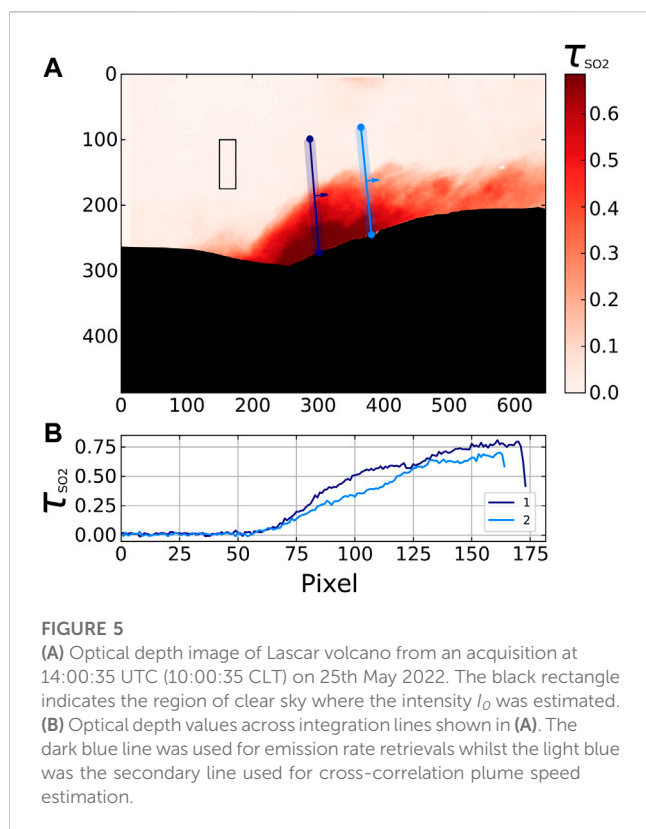 A
τSO2
0
100
200
300
400
0 100 200 300 400 500 600
0.6
0.5
0.4
0.3
0.2
0.1
0.0
B
τSO2
0.75
0.50
0.25
0.00
1
2
0 25 50 75 100 125 150 175
Pixel
FIGURE 5
(A) Optical depth image of Lascar volcano from an acquisition at
14:00:35 UTC (10:00:35 CLT) on 25th May 2022. The black rectangle
indicates the region of clear sky where the intensity I0 was estimated.
(B) Optical depth values across integration lines shown in (A). The
dark blue line was used for emission rate retrievals whilst the light blue
was the secondary line used for cross-correlation plume speed
estimation.